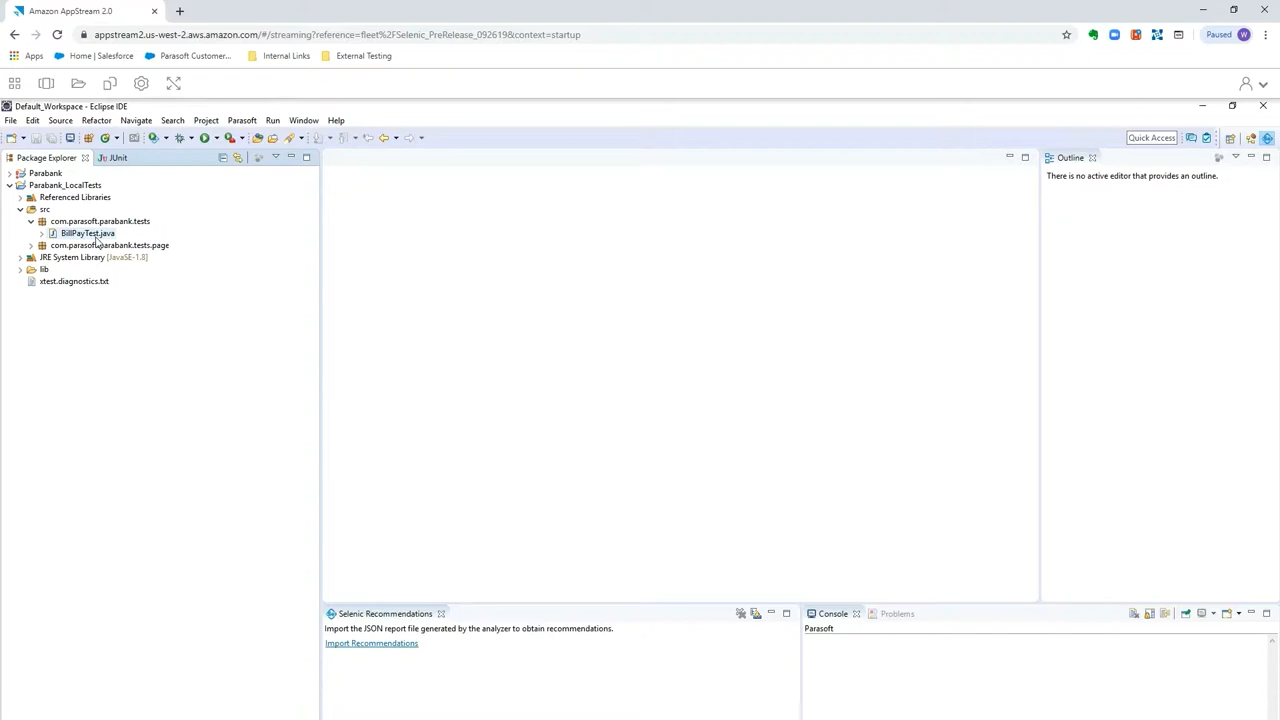 Amazon AppStream 2.0
appstream2.us-west-2.aws.amazon.com/#/streaming?reference=fleet%2FSelenic_PreRelease_092619&context=startup
Paused W
Apps Home | Salesforce Parasoft Customer... Internal Links External Testing
Default_Workspace - Eclipse IDE
File Edit Source Refactor Navigate Search Project Parasoft Run Window Help
Quick Access
Package Explorer JUnit
Outline
Parabank
There is no active editor that provides an outline.
Parabank_LocalTests
Referenced Libraries
src
com.parasoft.parabank.tests
BillPayTest.java
com.parasoft.parabank.tests.page
JRE System Library [JavaSE-1.8]
lib
xtest.diagnostics.txt
Selenic Recommendations
Console Problems
Import the JSON report file generated by the analyzer to obtain recommendations.
Parasoft
Import Recommendations